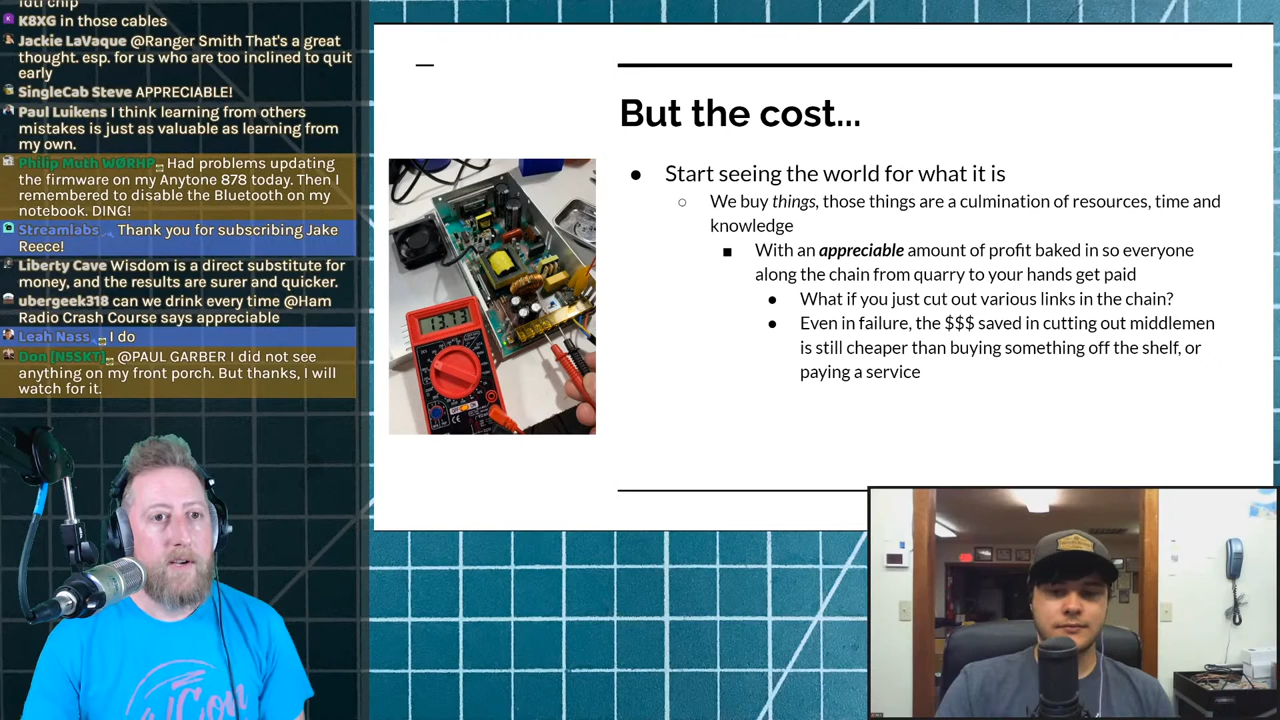 fdti chip
K8XG in those cables
Jackie LaVaque @Ranger Smith That's a great
thought. esp. for us who are too inclined to quit
early
SingleCab Steve APPRECIABLE!
Paul Luikens I think learning from others
mistakes is just as valuable as learning from
my own.
Philip Muth WØRHP Had problems updating
the firmware on my Anytone 878 today. Then I
remembered to disable the Bluetooth on my
notebook. DING!
Streamlabs Thank you for subscribing Jake
Reece!
Liberty Cave Wisdom is a direct substitute for
money, and the results are surer and quicker.
ubergeek318 can we drink every time @Ham
Radio Crash Course says appreciable
Leah Nass I do
Don [N5SKT] @PAUL GARBER I did not see
anything on my front porch. But thanks, I will
watch for it.
But the cost...
● Start seeing the world for what it is
○ We buy things, those things are a culmination of resources, time and
knowledge
■ With an appreciable amount of profit baked in so everyone
along the chain from quarry to your hands get paid
● What if you just cut out various links in the chain?
● Even in failure, the $$$ saved in cutting out middlemen
is still cheaper than buying something off the shelf, or
paying a service
13.73